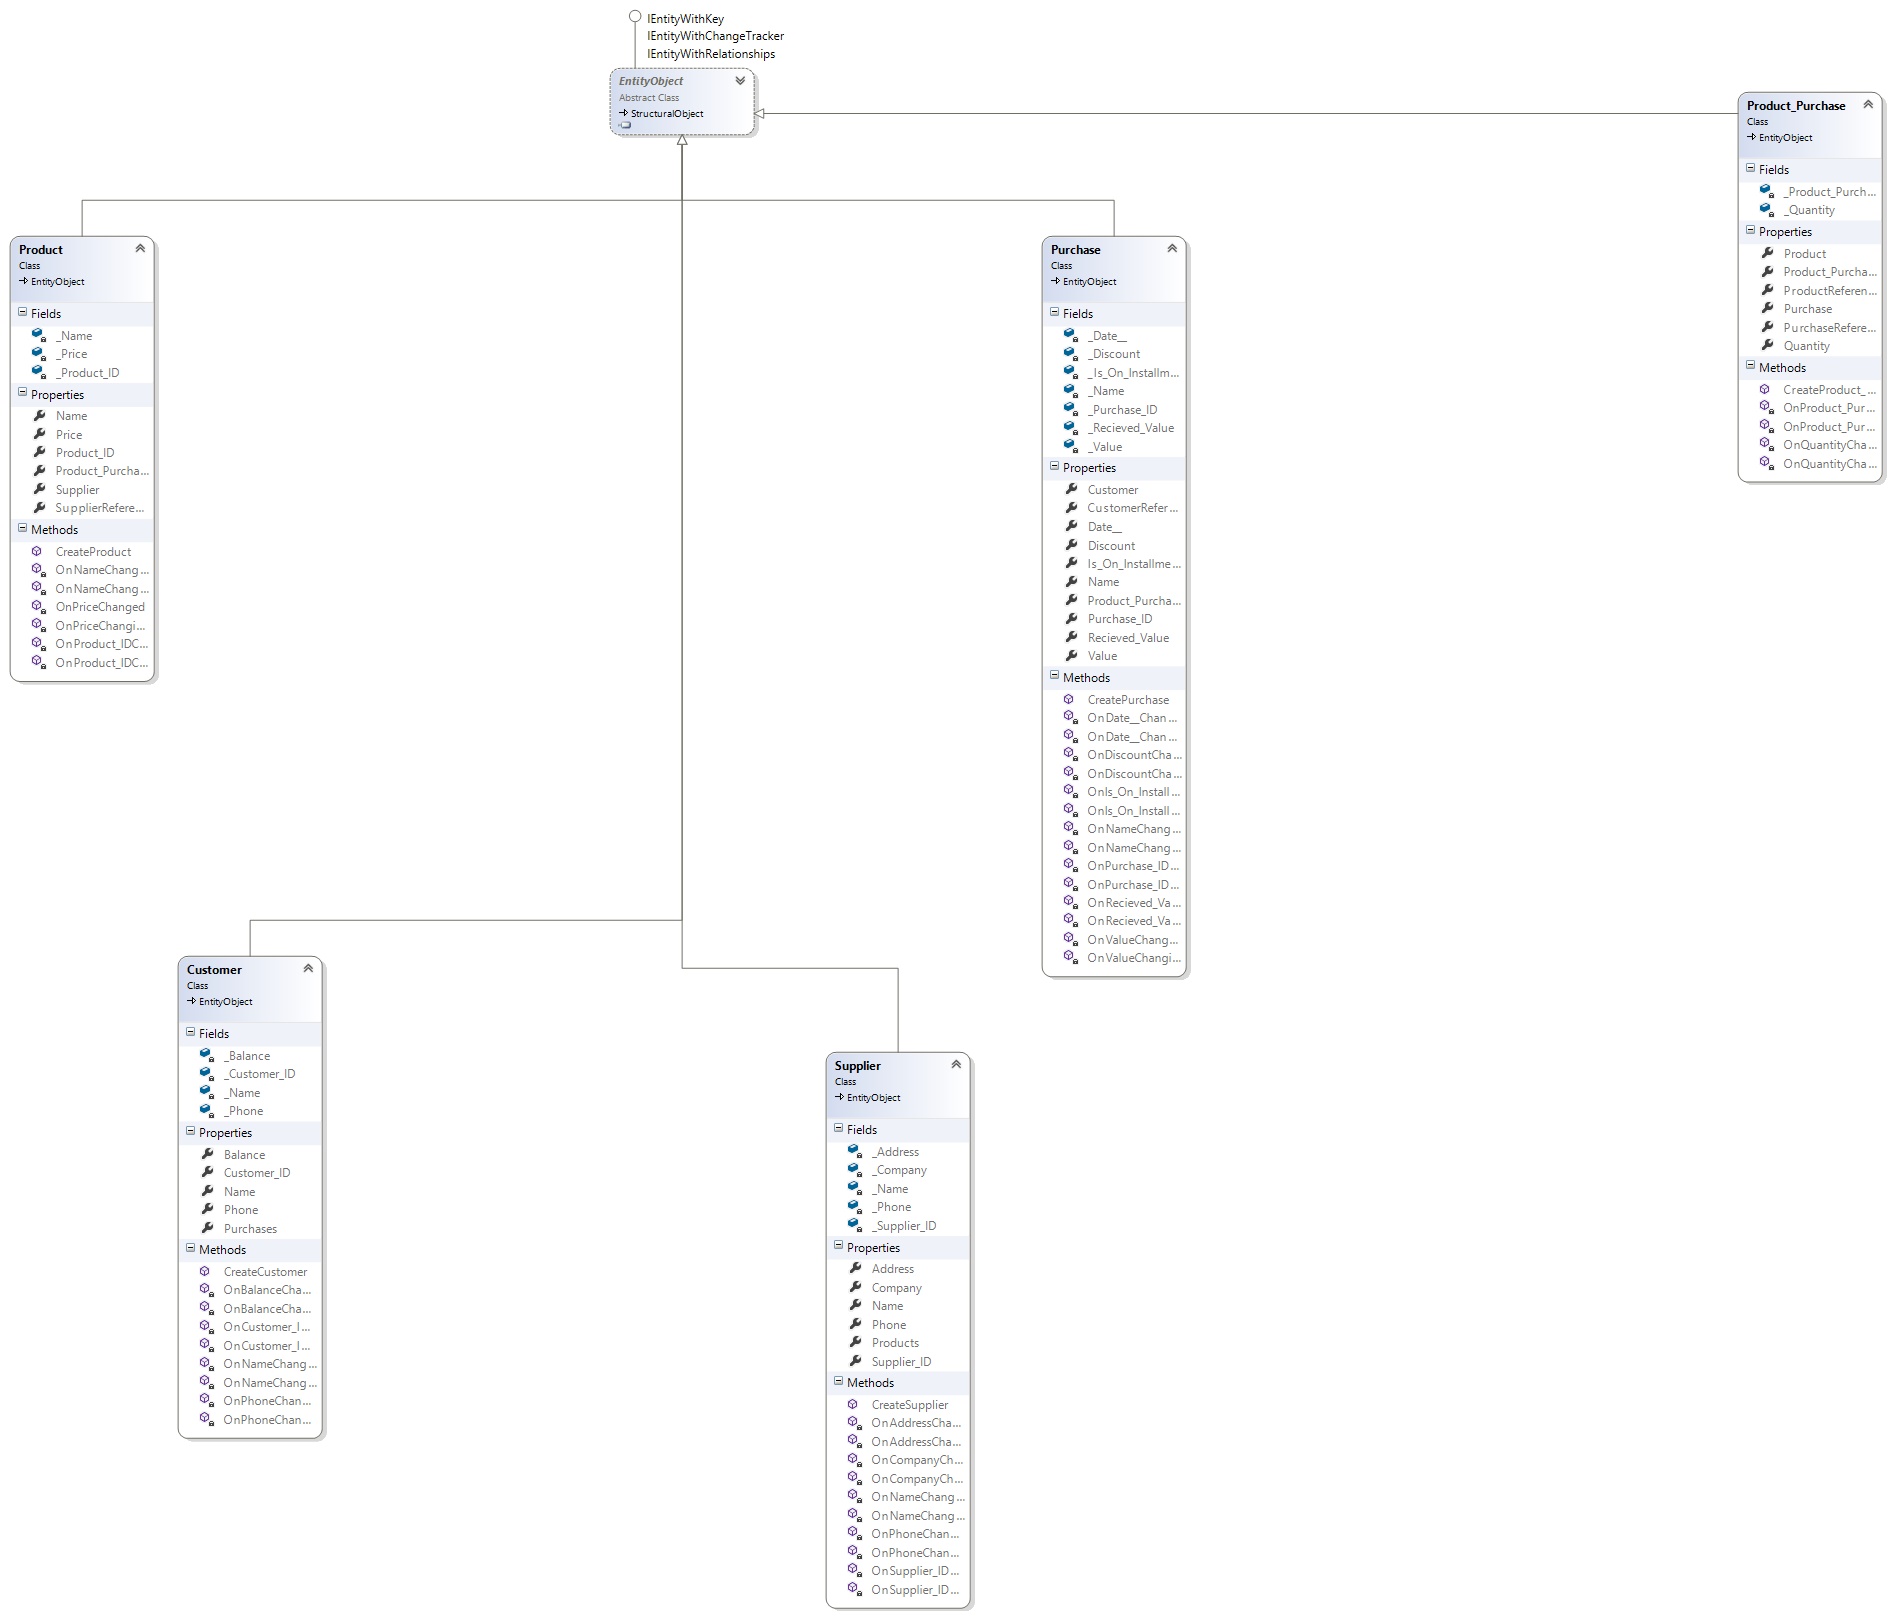 IEntityWithKey
IEntityWithChangeTracker
IEntityWithRelationships
EntityObject
Abstract Class
StructuralObject
Product_Purchase
Class
EntityObject
Fields
_Product_Purch...
_Quantity
Properties
Product
Product_Purcha...
ProductReferen...
Purchase
PurchaseRefere...
Quantity
Methods
CreateProduct_...
OnProduct_Pur...
OnProduct_Pur...
OnQuantityCha...
OnQuantityCha...
Product
Class
EntityObject
Fields
_Name
_Price
_Product_ID
Properties
Name
Price
Product_ID
Product_Purcha...
Supplier
SupplierRefere...
Methods
CreateProduct
OnNameChang...
OnNameChang...
OnPriceChanged
OnPriceChangi...
OnProduct_IDC...
OnProduct_IDC...
Purchase
Class
EntityObject
Fields
_Date__
_Discount
_Is_On_Installm...
_Name
_Purchase_ID
_Recieved_Value
_Value
Properties
Customer
CustomerRefer...
Date__
Discount
Is_On_Installme...
Name
Product_Purcha...
Purchase_ID
Recieved_Value
Value
Methods
CreatePurchase
OnDate__Chan...
OnDate__Chan...
OnDiscountCha...
OnDiscountCha...
OnIs_On_Install...
OnIs_On_Install...
OnNameChang...
OnNameChang...
OnPurchase_ID...
OnPurchase_ID...
OnRecieved_Va...
OnRecieved_Va...
OnValueChang...
OnValueChangi...
Customer
Class
EntityObject
Fields
_Balance
_Customer_ID
_Name
_Phone
Properties
Balance
Customer_ID
Name
Phone
Purchases
Methods
CreateCustomer
OnBalanceCha...
OnBalanceCha...
OnCustomer_I...
OnCustomer_I...
OnNameChang...
OnNameChang...
OnPhoneChan...
OnPhoneChan...
Supplier
Class
EntityObject
Fields
_Address
_Company
_Name
_Phone
_Supplier_ID
Properties
Address
Company
Name
Phone
Products
Supplier_ID
Methods
CreateSupplier
OnAddressCha...
OnAddressCha...
OnCompanyCh...
OnCompanyCh...
OnNameChang...
OnNameChang...
OnPhoneChan...
OnPhoneChan...
OnSupplier_ID...
OnSupplier_ID...